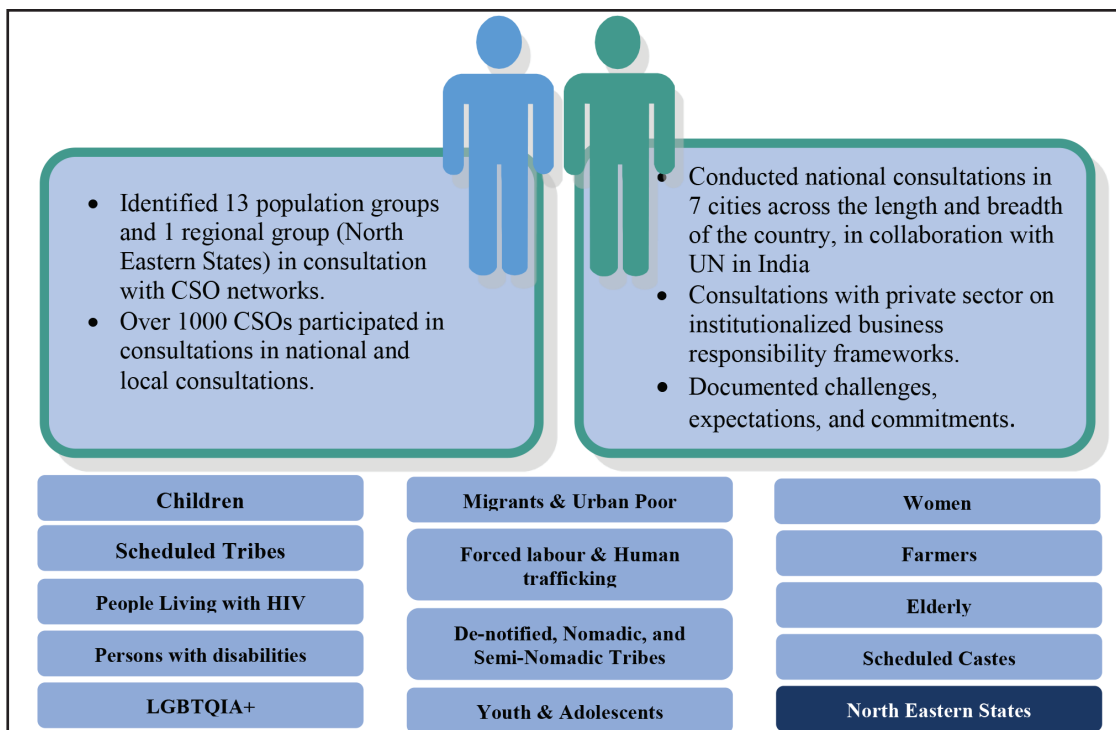 • Identified 13 population groups
and 1 regional group (North
Eastern States) in consultation
with CSO networks.
• Over 1000 CSOs participated in
consultations in national and
local consultations.
• Conducted national consultations in
7 cities across the length and breadth
of the country, in collaboration with
UN in India
• Consultations with private sector on
institutionalized business
responsibility frameworks.
• Documented challenges,
expectations, and commitments.
Children
Scheduled Tribes
People Living with HIV
Persons with disabilities
LGBTQIA+
Migrants & Urban Poor
Forced labour & Human
trafficking
De-notified, Nomadic, and
Semi-Nomadic Tribes
Youth & Adolescents
Women
Farmers
Elderly
Scheduled Castes
North Eastern States